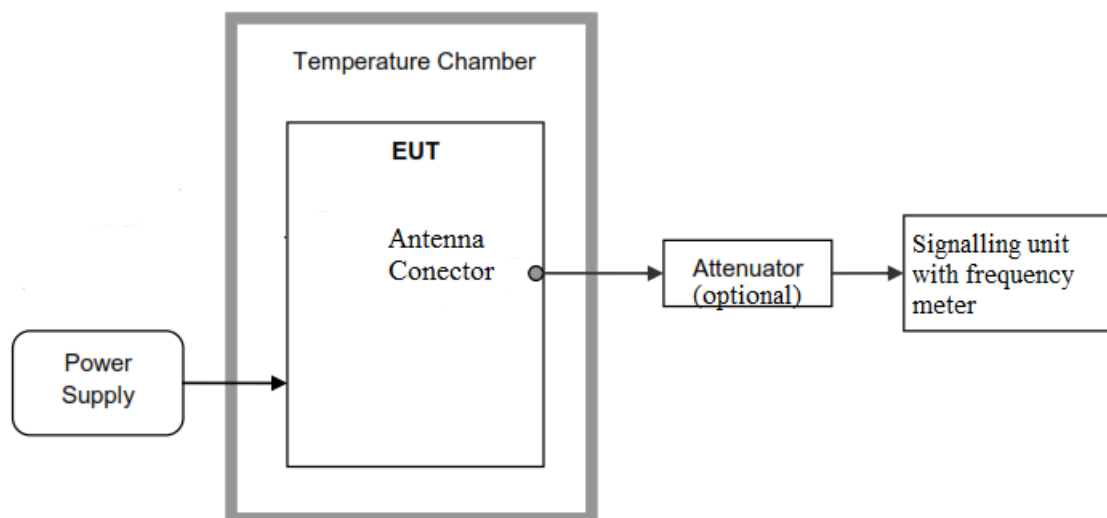 Temperature Chamber
EUT
Antenna
Conector
Attenuator
(optional)
Signalling unit
with frequency
meter
Power
Supply